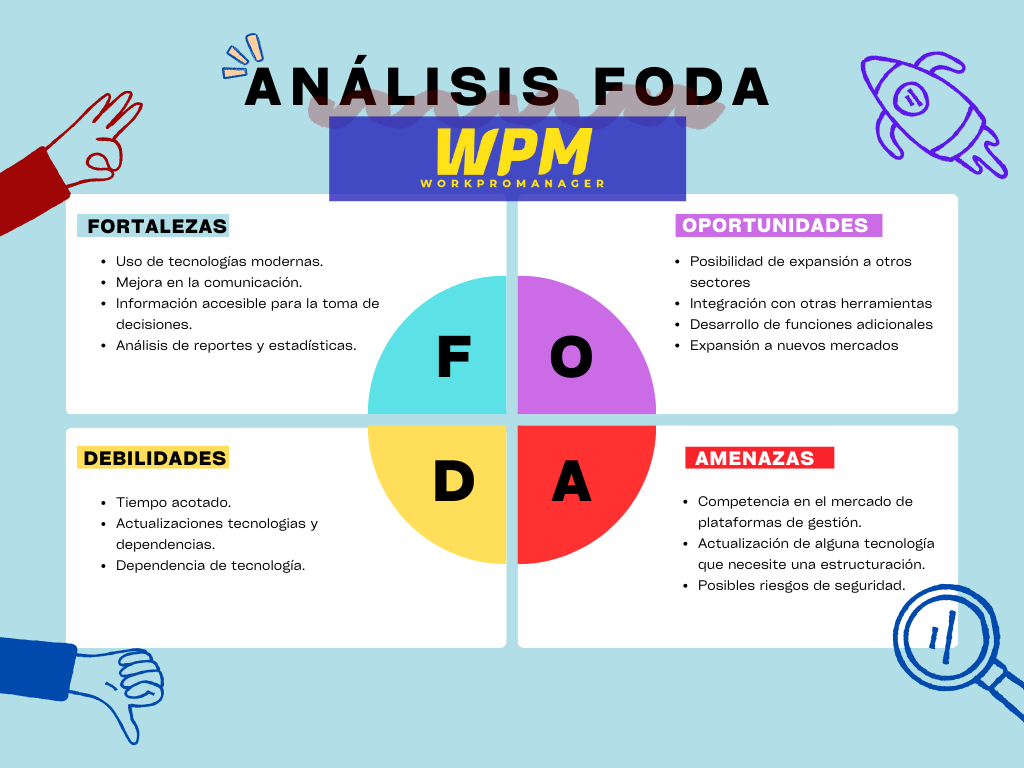 ANÁLISIS FODA
WPM
WORKPROMANAGER
FORTALEZAS
• Uso de tecnologías modernas.
• Mejora en la comunicación.
• Información accesible para la toma de
decisiones.
• Análisis de reportes y estadísticas.
OPORTUNIDADES
• Posibilidad de expansión a otros
sectores
• Integración con otras herramientas
• Desarrollo de funciones adicionales
• Expansión a nuevos mercados
F
O
D
A
DEBILIDADES
• Tiempo acotado.
• Actualizaciones tecnologias y
dependencias.
• Dependencia de tecnología.
AMENAZAS
• Competencia en el mercado de
plataformas de gestión.
• Actualización de alguna tecnología
que necesite una estructuración.
• Posibles riesgos de seguridad.